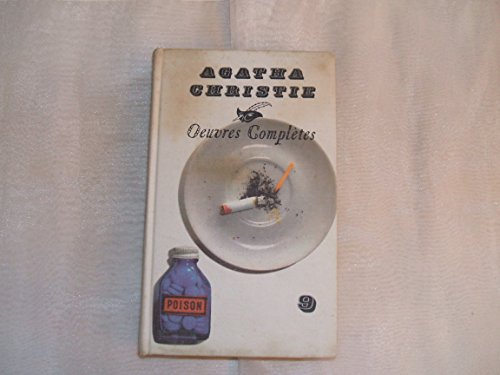 AGATHA
CHRISTIE
Oeuvres Complètes
POISON
9